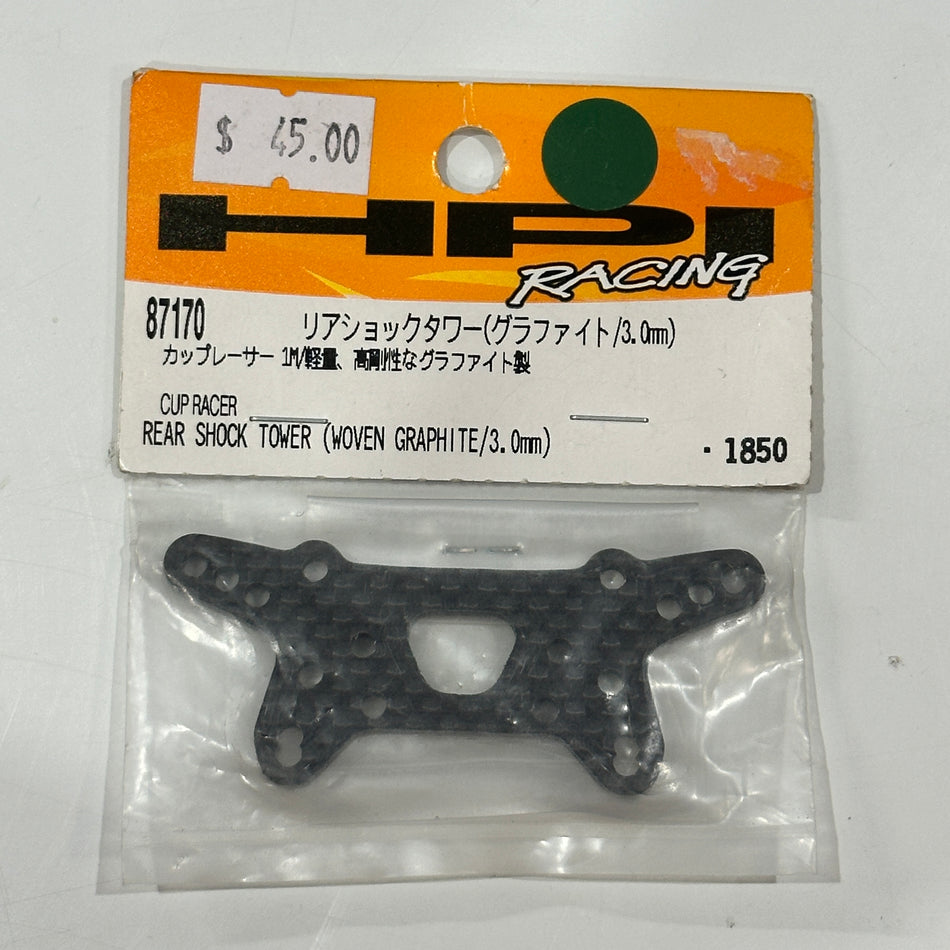 $ 45.00
HPI
RACING
87170 リアショックタワー(グラファイト/3.0mm)
カップレーサー 1M/軽量、高剛性なグラファイト製
CUP RACER
REAR SHOCK TOWER (WOVEN GRAPHITE/3.0mm)
・1850